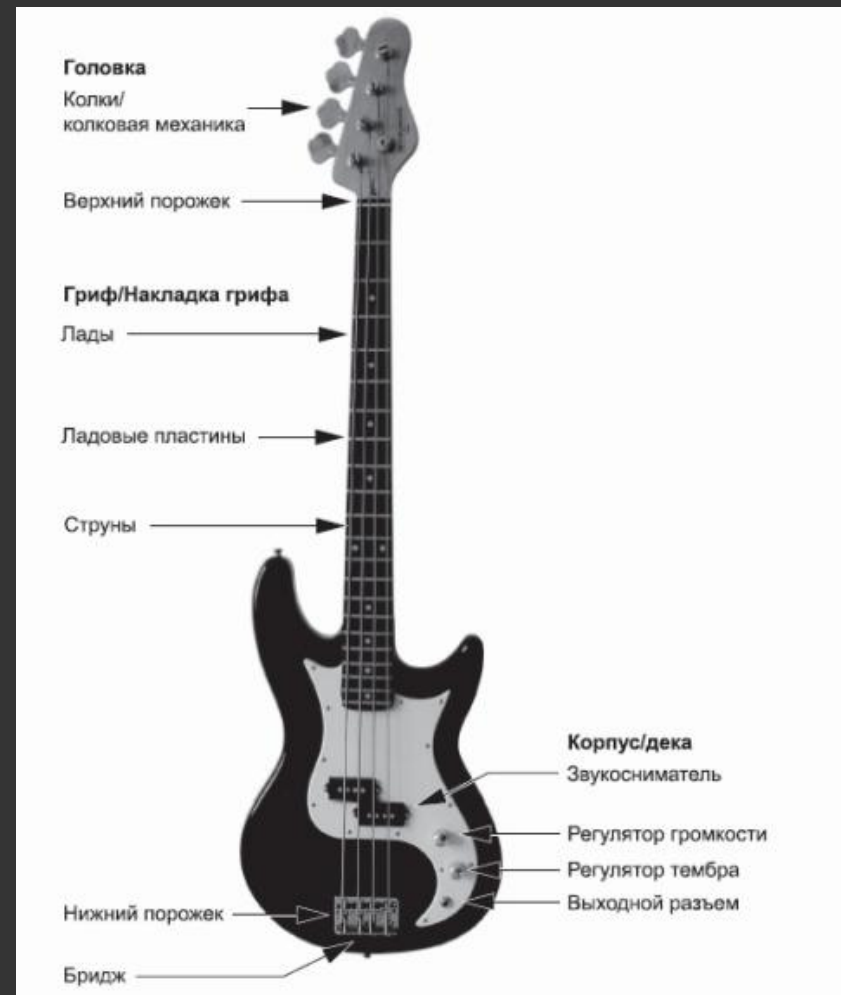 Головка
Колки/
колковая механика
Верхний порожек
Гриф/Накладка грифа
Лады
Ладовые пластины
Струны
Корпус/дека
Звукосниматель
Регулятор громкости
Регулятор тембра
Выходной разъем
Нижний порожек
Бридж